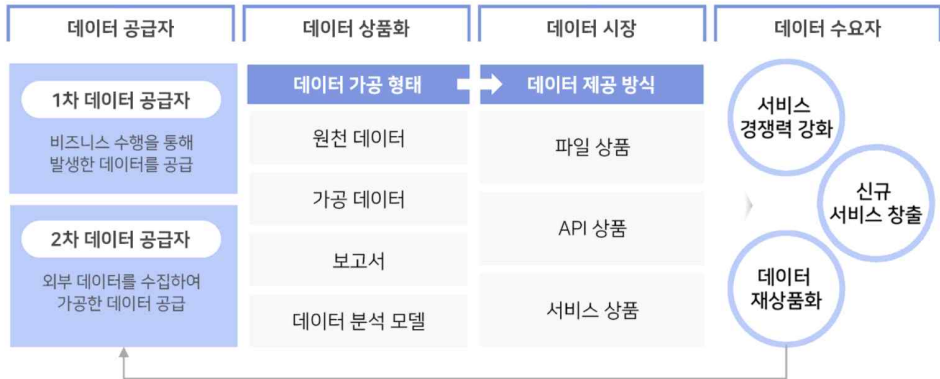 데이터 공급자
데이터 상품화
데이터 시장
데이터 수요자
1차 데이터 공급자
비즈니스 수행을 통해
발생한 데이터를 공급
2차 데이터 공급자
외부 데이터를 수집하여
가공한 데이터 공급
데이터 가공 형태
원천 데이터
가공 데이터
보고서
데이터 분석 모델
데이터 제공 방식
파일 상품
API 상품
서비스 상품
서비스
경쟁력 강화
신규
서비스 창출
데이터
재상품화